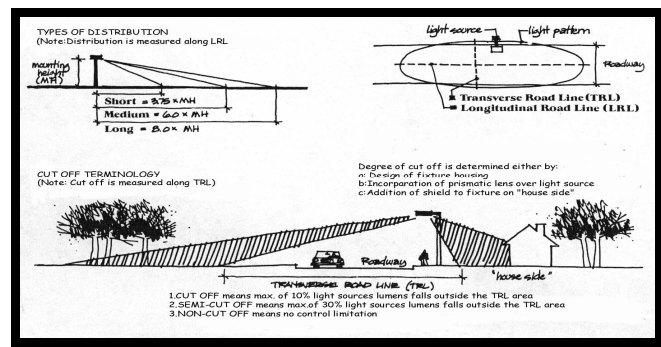 TYPES OF DISTRIBUTION
(Note:Distribution is measured along LRL
mounting
height
(MH)
Short = 3.75 x MH
Medium = 6.0 x MH
Long = 8.0 x MH
light source
light pattern
Roadway
Transverse Road Line (TRL)
Longitudinal Road Line (LRL)
CUT OFF TERMINOLOGY
(Note: Cut off is measured along TRL)
Degree of cut off is determined either by:
a: Design of fixture housing
b:Incorparation of prismatic lens over light source
c:Addition of shield to fixture on "house side"
Roadway
"house side"
TRANSVERSE ROAD LINE (TRL)
1.CUT OFF means max. of 10% light sources lumens falls outside the TRL area
2.SEMI-CUT OFF means max.of 30% light sources lumens falls outside the TRL area
3.NON-CUT OFF means no control limitation